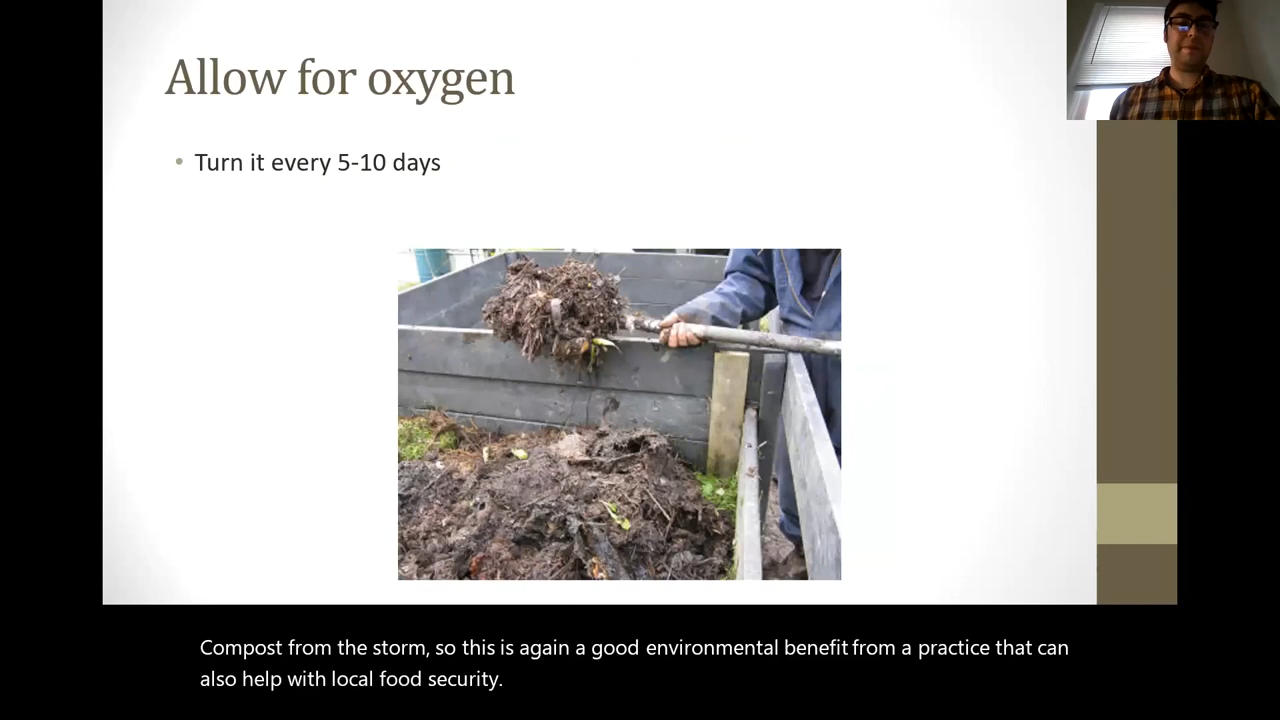 Allow for oxygen
• Turn it every 5-10 days
Compost from the storm, so this is again a good environmental benefit from a practice that can
also help with local food security.